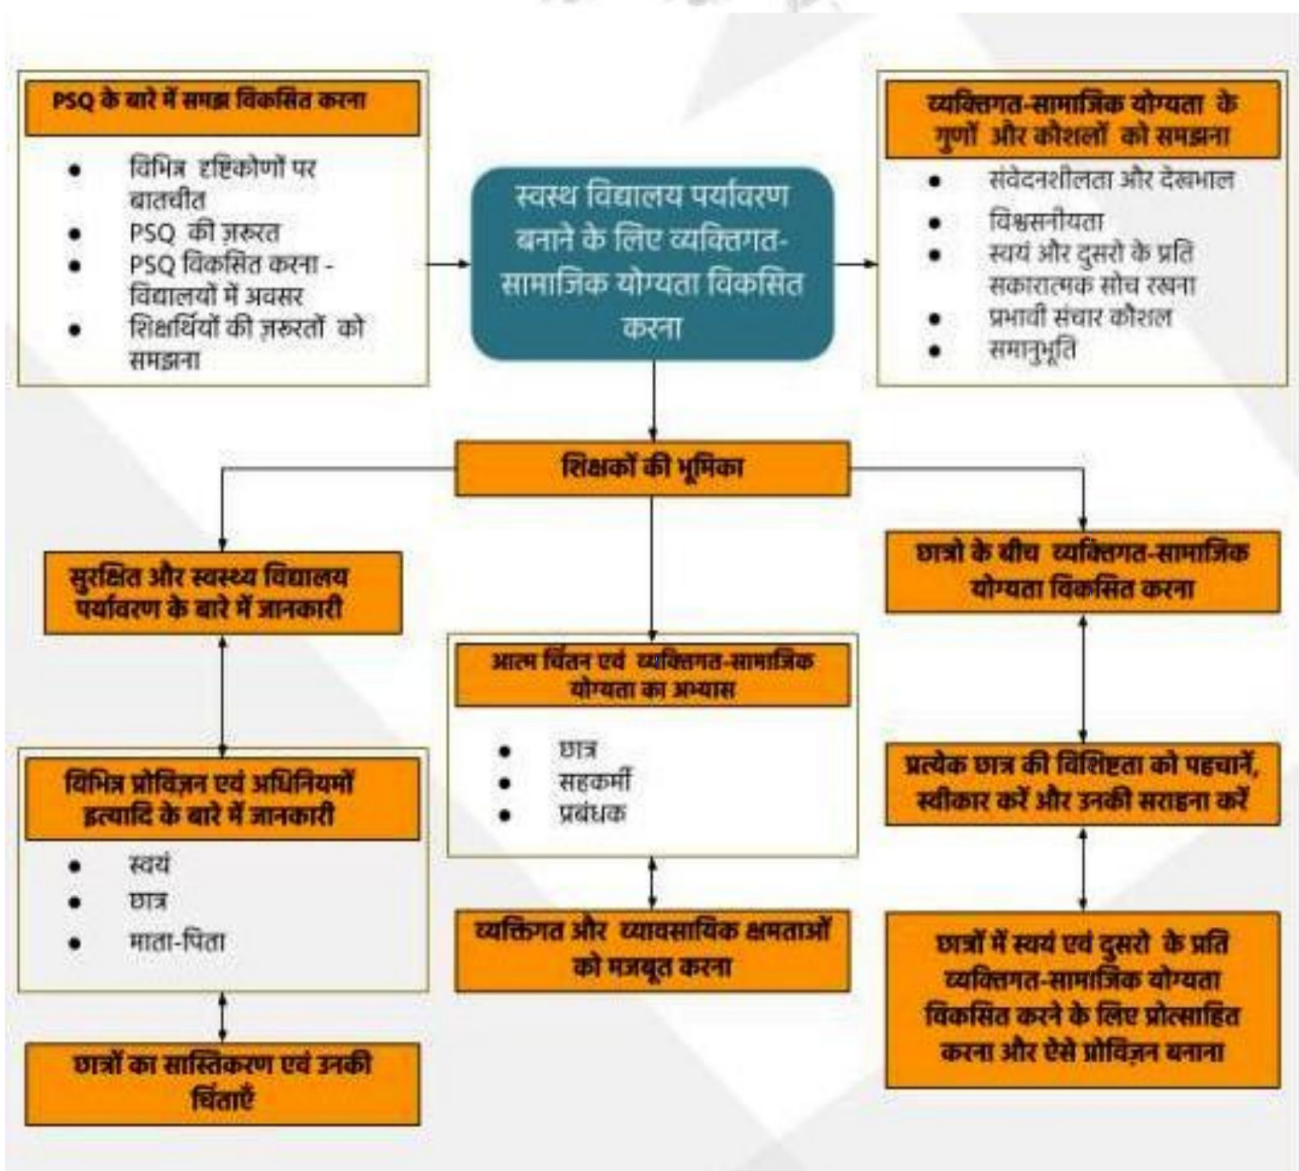 PSQ के बारे में समझ विकसित करना
● विभिन्न दृष्टिकोणों पर
बातचीत
● PSQ की ज़रूरत
● PSQ विकसित करना -
विद्यालयों में अवसर
● शिक्षर्थियों की ज़रूरतों को
समझना
स्वस्थ विद्यालय पर्यावरण
बनाने के लिए व्यक्तिगत-
सामाजिक योग्यता विकसित
करना
व्यक्तिगत-सामाजिक योग्यता के
गुणों और कौशलों को समझना
● संवेदनशीलता और देखभाल
● विश्वसनीयता
● स्वयं और दुसरो के प्रति
सकारात्मक सोच रखना
● प्रभावी संचार कौशल
● समानुभूति
शिक्षकों की भूमिका
सुरक्षित और स्वस्थ्य विद्यालय
पर्यावरण के बारे में जानकारी
विभिन्न प्रोविज़न एवं अधिनियमों
इत्यादि के बारे में जानकारी
● स्वयं
● छात्र
● माता-पिता
छात्रों का सास्तिकरण एवं उनकी
चिंताएँ
आत्म चिंतन एवं व्यक्तिगत-सामाजिक
योग्यता का अभ्यास
● छात्र
● सहकर्मी
● प्रबंधक
व्यक्तिगत और व्यावसायिक क्षमताओं
को मजबूत करना
छात्रो के बीच व्यक्तिगत-सामाजिक
योग्यता विकसित करना
प्रत्येक छात्र की विशिष्टता को पहचानें,
स्वीकार करें और उनकी सराहना करें
छात्रों में स्वयं एवं दुसरो के प्रति
व्यक्तिगत-सामाजिक योग्यता
विकसित करने के लिए प्रोत्साहित
करना और ऐसे प्रोविज़न बनाना